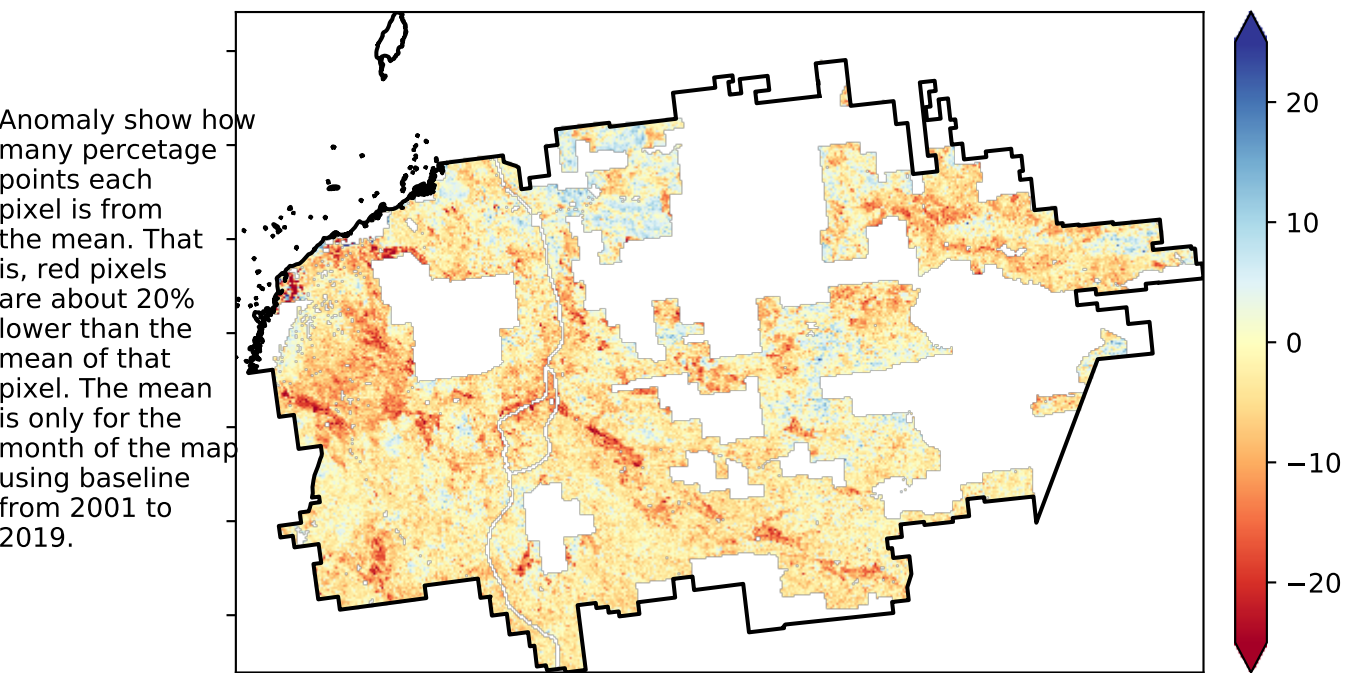 Anomaly show how
many percetage
points each
pixel is from
the mean. That
is, red pixels
are about 20%
lower than the
mean of that
pixel. The mean
is only for the
month of the map
using baseline
from 2001 to
2019.
20
10
0
−10
−20